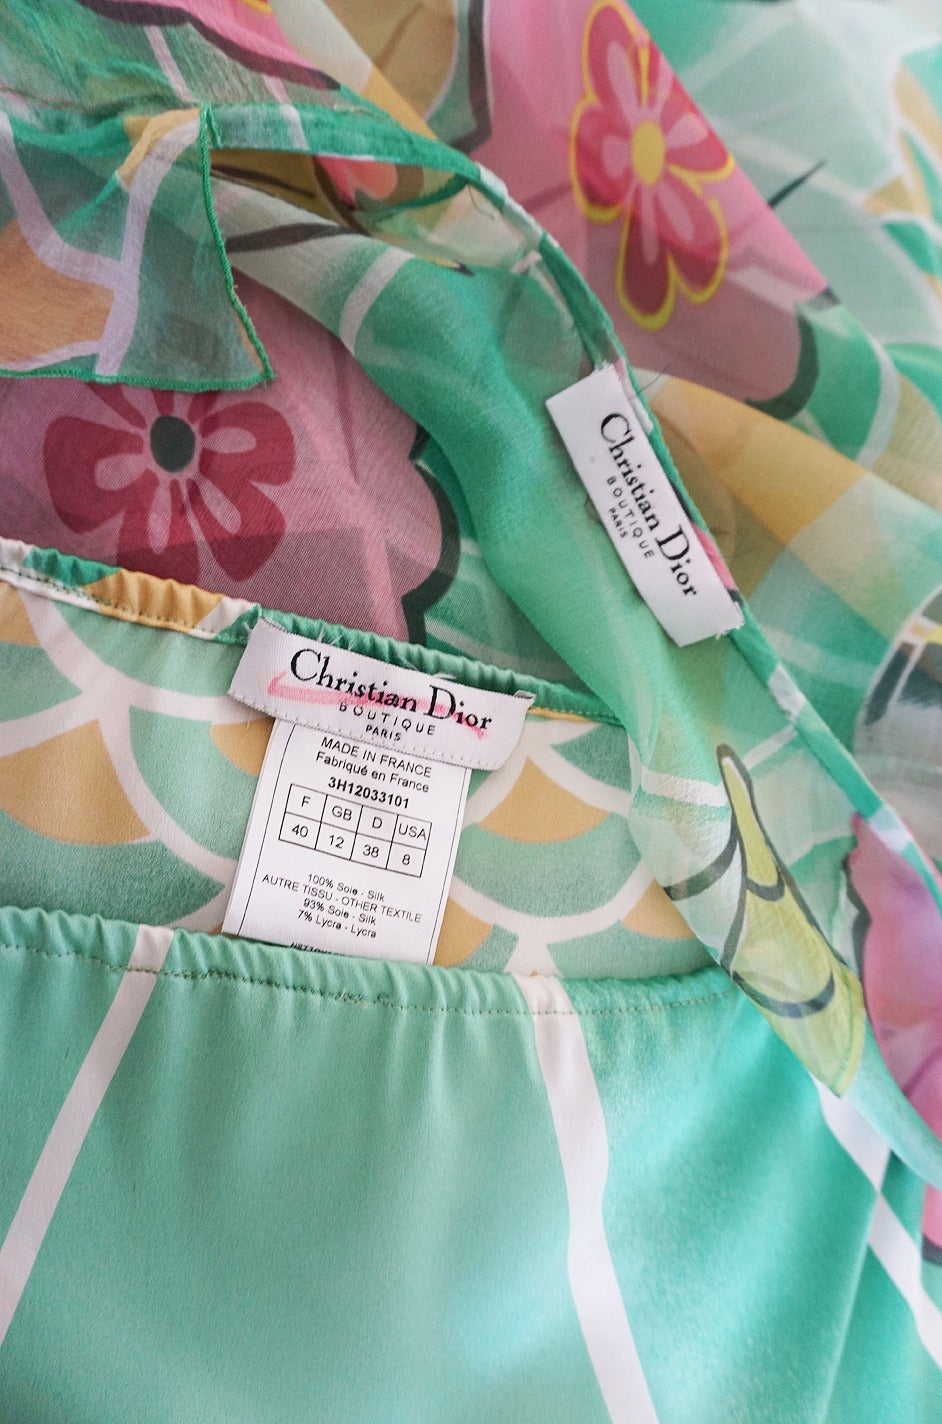 Christian Dior
BOUTIQUE
PARIS
Christian Dior
BOUTIQUE
PARIS
MADE IN FRANCE
Fabriqué en France
3H12033101
F GB D USA
40 12 38 8
100% Soie - Silk
AUTRE TISSU - OTHER TEXTILE
93% Soie - Silk
7% Lycra - Lycra